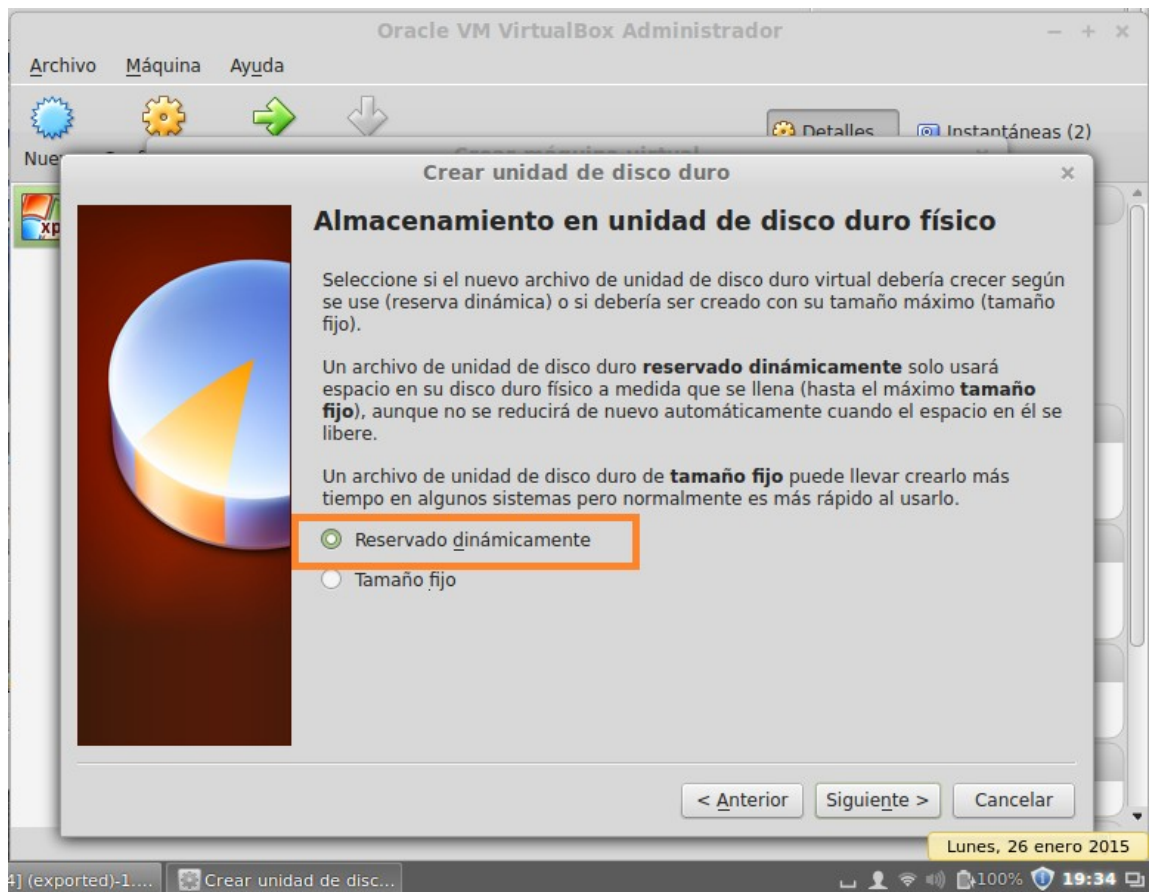 Oracle VM VirtualBox Administrador
Archivo Máquina Ayuda
Detalles Instantáneas (2)
Crear máquina virtual
Crear unidad de disco duro
xp
Almacenamiento en unidad de disco duro físico
Seleccione si el nuevo archivo de unidad de disco duro virtual debería crecer según
se use (reserva dinámica) o si debería ser creado con su tamaño máximo (tamaño
fijo).
Un archivo de unidad de disco duro reservado dinámicamente solo usará
espacio en su disco duro físico a medida que se llena (hasta el máximo tamaño
fijo), aunque no se reducirá de nuevo automáticamente cuando el espacio en él se
libere.
Un archivo de unidad de disco duro de tamaño fijo puede llevar crearlo más
tiempo en algunos sistemas pero normalmente es más rápido al usarlo.
Reservado dinámicamente
Tamaño fijo
< Anterior Siguiente > Cancelar
Lunes, 26 enero 2015
4] (exported)-1.... Crear unidad de disc... 100% 19:34